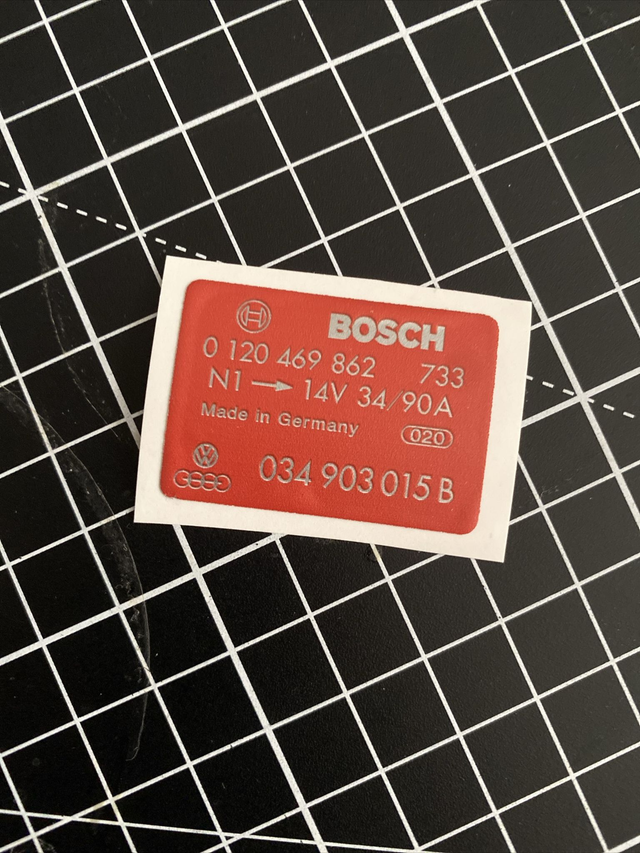 BOSCH
0 120 469 862 733
N1 → 14V 34/90A
Made in Germany 020
034 903 015 B